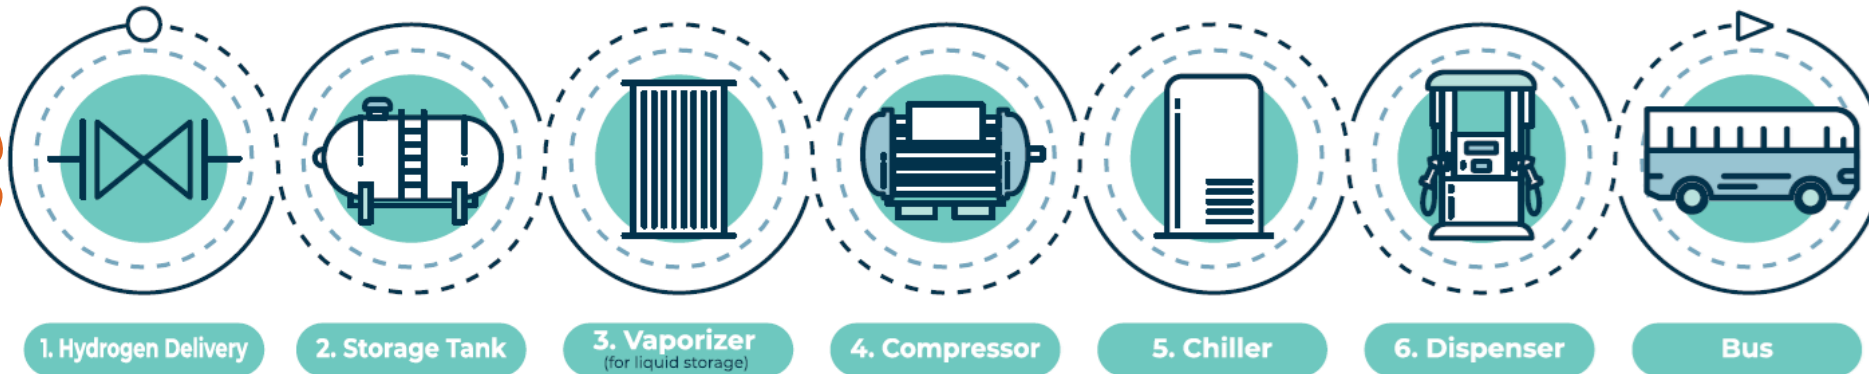 1. Hydrogen Delivery
2. Storage Tank
3. Vaporizer
(for liquid storage)
4. Compressor
5. Chiller
6. Dispenser
Bus